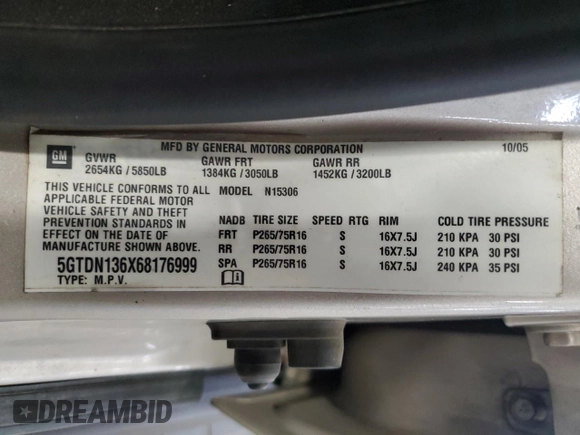 MFD BY GENERAL MOTORS CORPORATION 10/05
GM GVWR GAWR FRT GAWR RR
2654KG / 5850LB 1384KG / 3050LB 1452KG / 3200LB
THIS VEHICLE CONFORMS TO ALL MODEL N15306
APPLICABLE FEDERAL MOTOR
VEHICLE SAFETY AND THEFT
PREVENTION STANDARDS IN
EFFECT ON THE DATE OF
MANUFACTURE SHOWN ABOVE.
5GTDN136X68176999
TYPE: M.P.V.
NADB TIRE SIZE SPEED RTG RIM COLD TIRE PRESSURE
FRT P265/75R16 S 16X7.5J 210 KPA 30 PSI
RR P265/75R16 S 16X7.5J 210 KPA 30 PSI
SPA P265/75R16 S 16X7.5J 240 KPA 35 PSI
DREAMBID